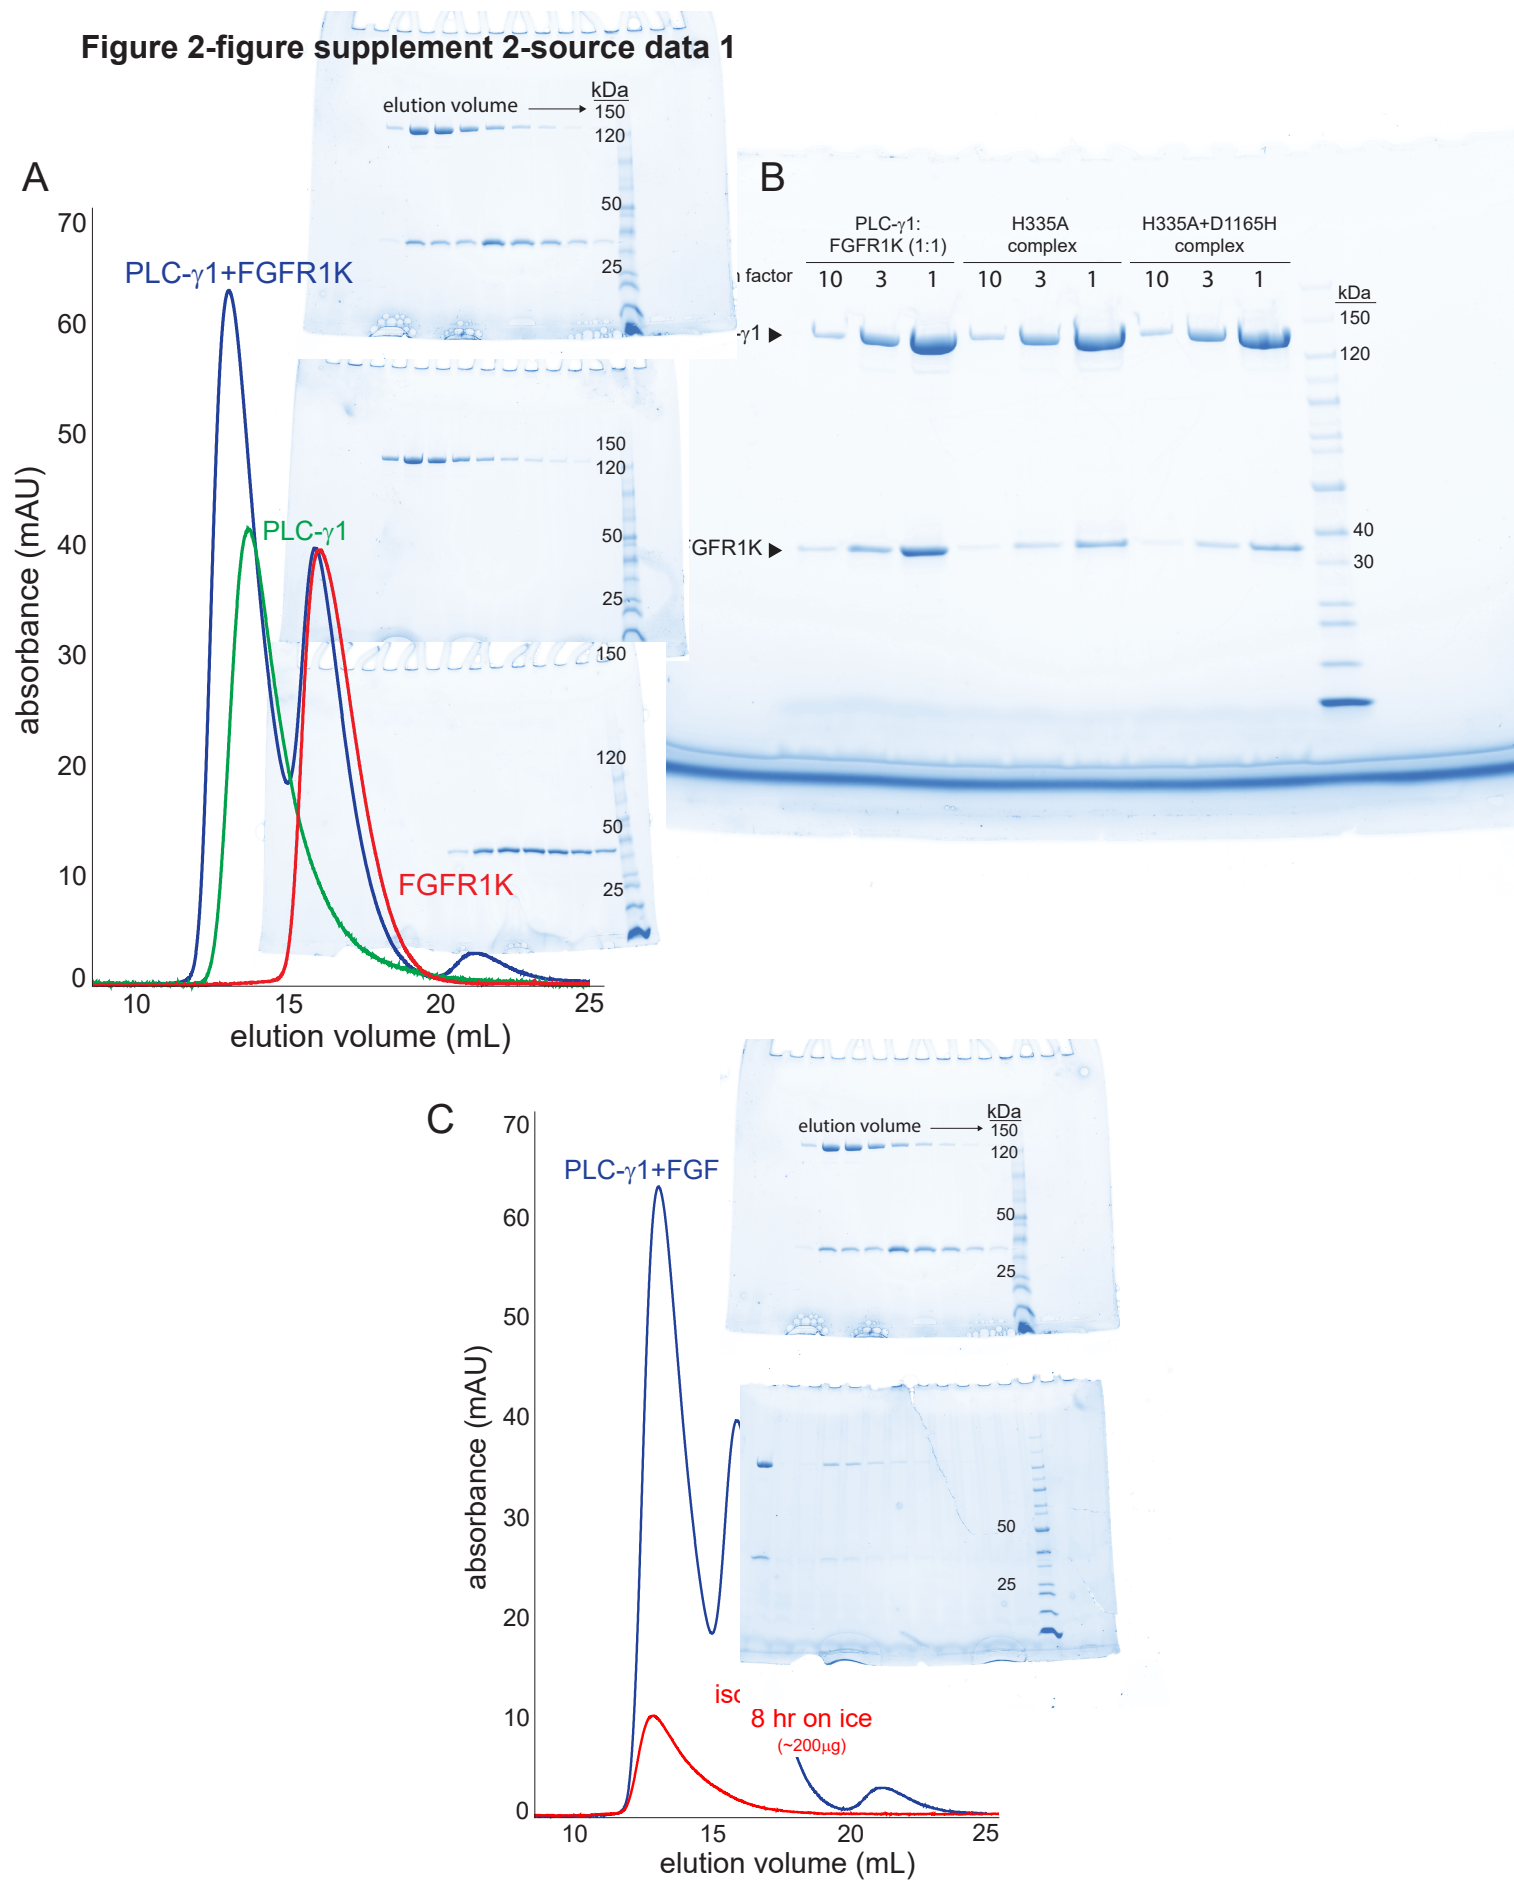 Figure 2-figure supplement 2-source data 1
A
elution volume
kDa
150
120
50
25
150
120
50
25
150
120
50
25
70
60
50
40
30
20
10
0
absorbance (mAU)
PLC-γ1+FGFR1K
PLC-γ1
FGFR1K
10 15 20 25
elution volume (mL)
B
PLC-γ1:
FGFR1K (1:1)
H335A
complex
H335A+D1165H
complex
factor
10 3 1 10 3 1 10 3 1
kDa
150
120
40
30
-γ1
FGFR1K
C
elution volume
kDa
150
120
50
25
50
25
70
60
50
40
30
20
10
0
absorbance (mAU)
PLC-γ1+FGF
8 hr on ice
(~200μg)
10 15 20 25
elution volume (mL)